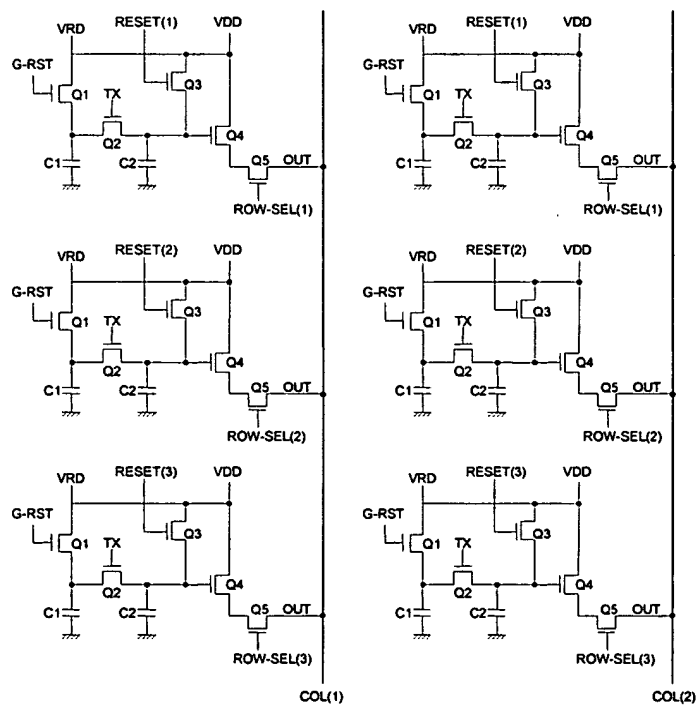 RESET(1) RESET(1)
VRD VDD VRD VDD
G-RST G-RST
Q1 TX Q3 Q1 TX Q3
Q4 Q4
Q2 Q2
C1 C2 Q5 OUT C1 C2 Q5 OUT
ROW-SEL(1) ROW-SEL(1)
RESET(2) RESET(2)
VRD VDD VRD VDD
G-RST G-RST
Q1 TX Q3 Q1 TX Q3
Q4 Q4
Q2 Q2
C1 C2 Q5 OUT C1 C2 Q5 OUT
ROW-SEL(2) ROW-SEL(2)
RESET(3) RESET(3)
VRD VDD VRD VDD
G-RST G-RST
Q1 TX Q3 Q1 TX Q3
Q4 Q4
Q2 Q2
C1 C2 Q5 OUT C1 C2 Q5 OUT
ROW-SEL(3) ROW-SEL(3)
COL(1) COL(2)